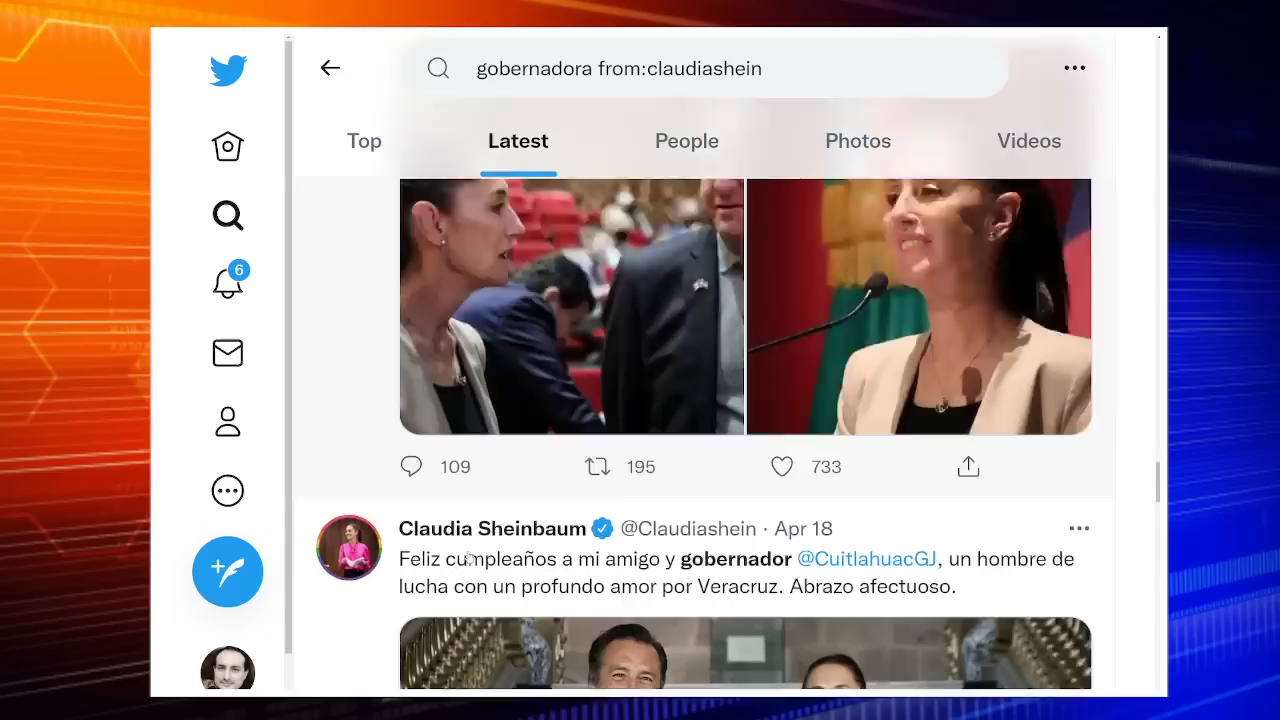 gobernadora from:claudiashein
Top Latest People Photos Videos
6
109 195 733
Claudia Sheinbaum @Claudiashein · Apr 18
Feliz cumpleaños a mi amigo y gobernador @CuitlahuacGJ, un hombre de
lucha con un profundo amor por Veracruz. Abrazo afectuoso.